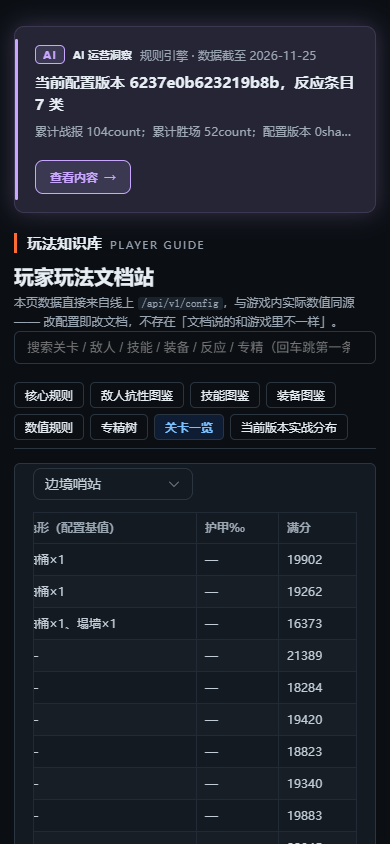 AI AI 运营洞察 规则引擎 · 数据截至 2026-11-25
当前配置版本 6237e0b623219b8b，反应条目
7 类
累计战报 104count；累计胜场 52count；配置版本 0sha...
查看内容 →
玩法知识库 PLAYER GUIDE
玩家玩法文档站
本页数据直接来自线上 /api/v1/config，与游戏内实际数值同源
—— 改配置即改文档，不存在「文档说的和游戏里不一样」。
搜索关卡 / 敌人 / 技能 / 装备 / 反应 / 专精（回车跳第一条
核心规则 敌人抗性图鉴 技能图鉴 装备图鉴
数值规则 专精树 关卡一览 当前版本实战分布
边境哨站
形（配置基值） 护甲‰ 满分
桶×1 — 19902
桶×1 — 19262
桶×1、塌墙×1 — 16373
- — 21389
- — 18284
- — 19420
- — 18823
- — 19340
- — 19883